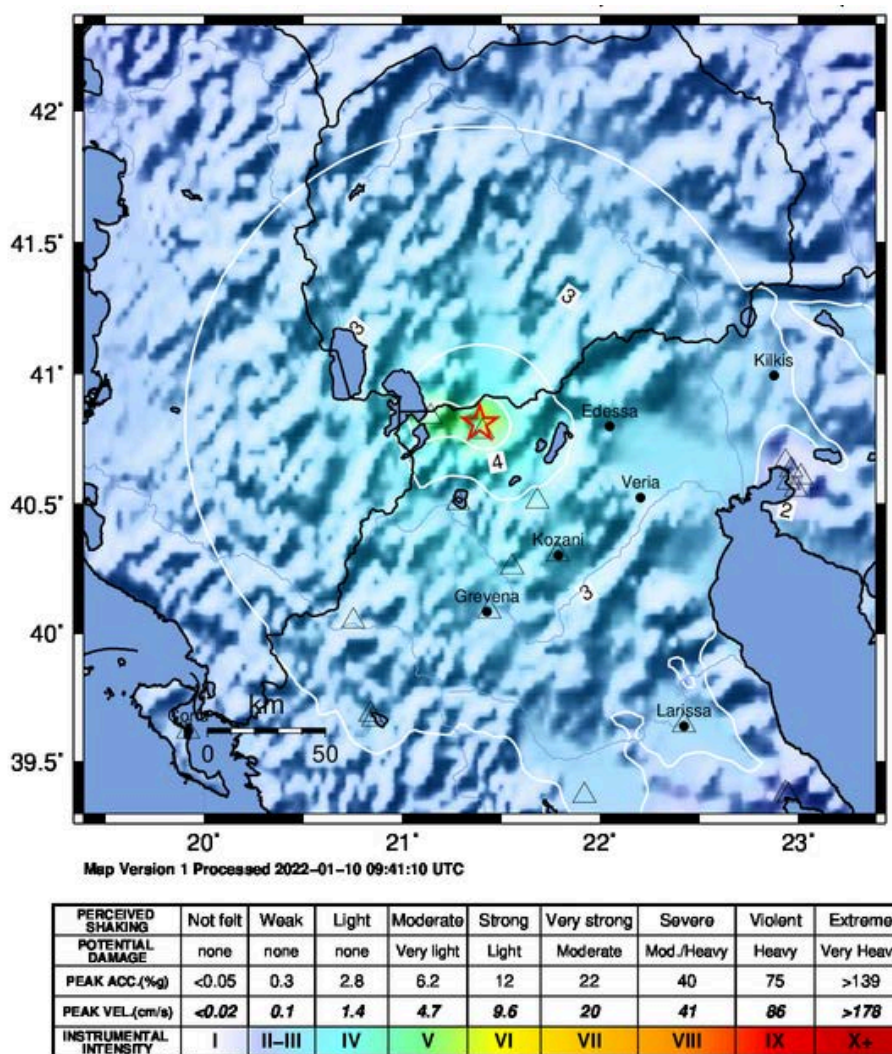 42°
41.5°
3
3
41°
Kilkis
Edessa
4
40.5°
Veria
2
Kozani
3
Grevena
40°
km
Larissa
0 50
39.5°
20° 21° 22° 23°
Map Version 1 Processed 2022-01-10 09:41:10 UTC
PERCEIVED SHAKING Not felt Weak Light Moderate Strong Very strong Severe Violent Extreme
POTENTIAL DAMAGE none none none Very light Light Moderate Mod./Heavy Heavy Very Heav
PEAK ACC.(%g) <0.05 0.3 2.8 6.2 12 22 40 75 >139
PEAK VEL.(cm/s) <0.02 0.1 1.4 4.7 9.6 20 41 86 >178
INSTRUMENTAL INTENSITY I II-III IV V VI VII VIII IX X+